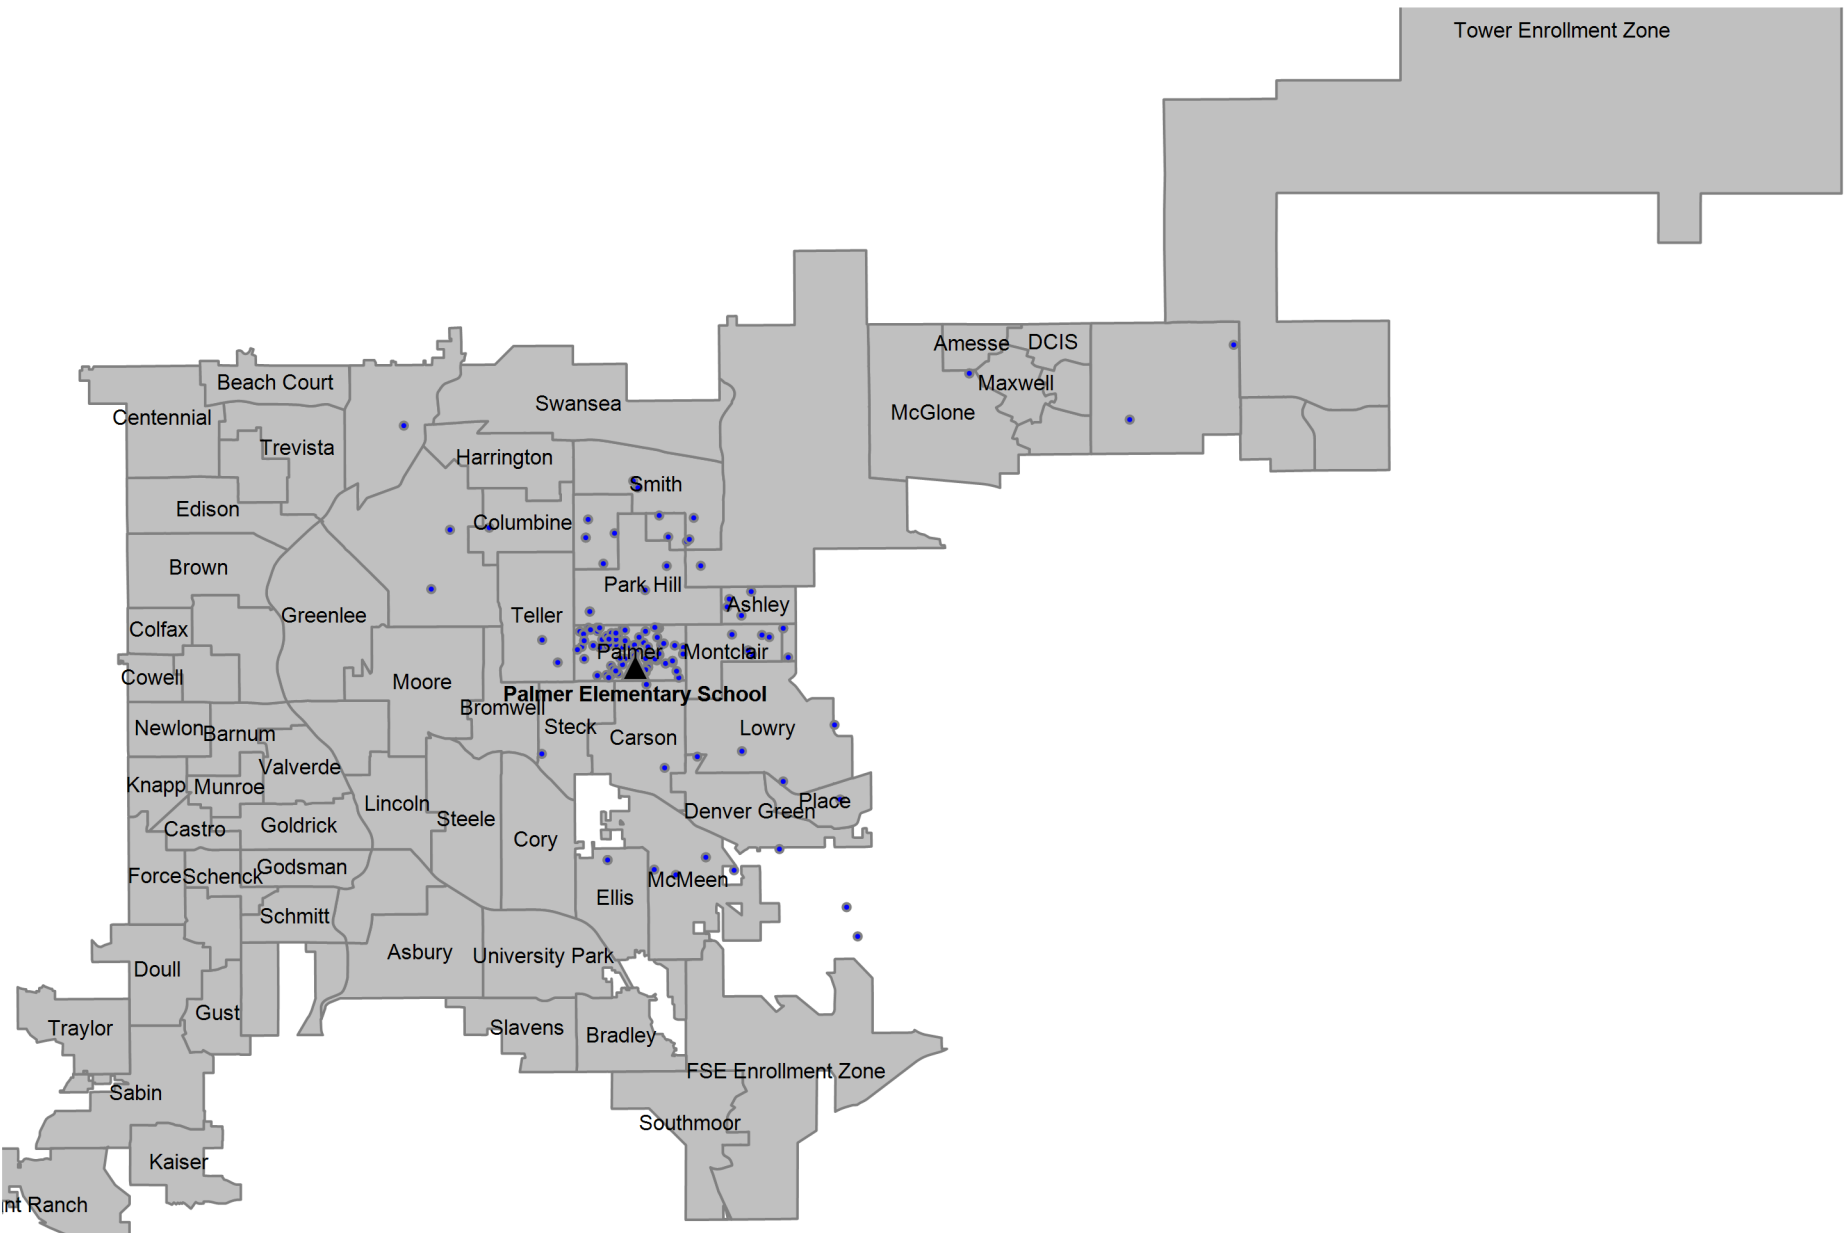 Tower Enrollment Zone
Amesse
DCIS
Beach Court
Maxwell
Swansea
McGlone
Centennial
Trevista
Harrington
Smith
Edison
Columbine
Brown
Park Hill
Ashley
Greenlee
Teller
Colfax
Palmer
Montclair
Cowell
Moore
Palmer Elementary School
Bromwell
Newlon
Barnum
Steck
Carson
Lowry
Valverde
Knapp
Munroe
Lincoln
Place
Denver Green
Steele
Castro
Goldrick
Cory
Godsman
Force
Schenck
McMeen
Ellis
Schmitt
Asbury
University Park
Doull
Gust
Traylor
Slavens
Bradley
FSE Enrollment Zone
Sabin
Southmoor
Kaiser
nt Ranch